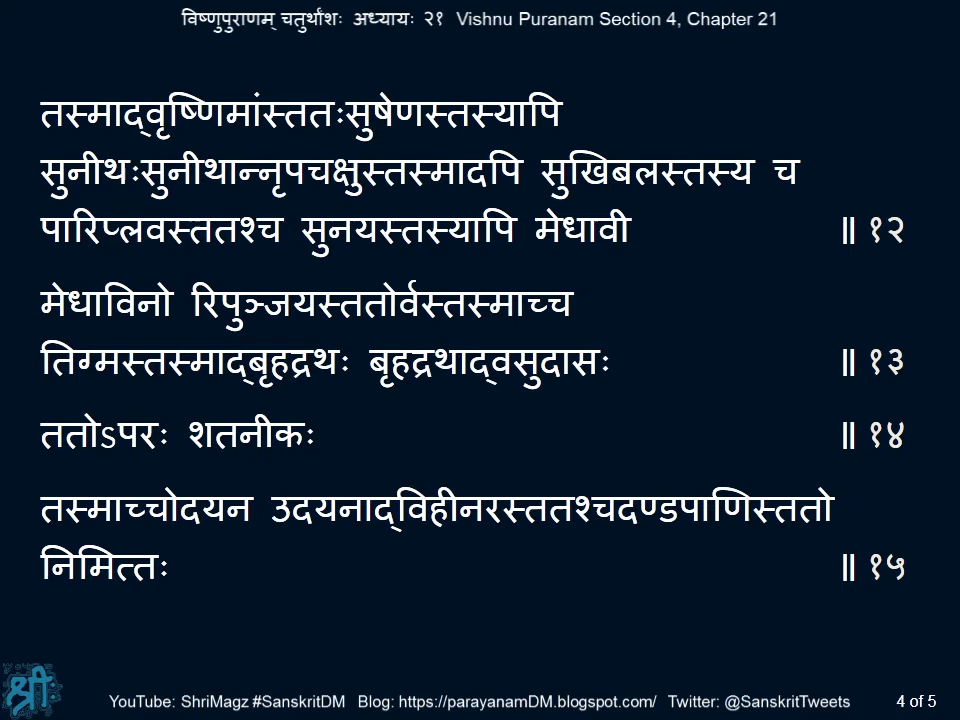 विष्णुपुराणम् चतुर्थांशः अध्यायः २१ Vishnu Puranam Section 4, Chapter 21
तस्माद्‌वृष्णिमांस्ततःसुषेणस्तस्यापि
सुनीथःसुनीथान्नृपचक्षुस्तस्मादपि सुखिबलस्तस्य च
पारिप्लवस्ततश्च सुनयस्तस्यापि मेधावी ॥ १२
मेधाविनो रिपुञ्जयस्ततोर्वस्तस्माच्च
तिग्मस्तस्माद्‌बृहद्रथः बृहद्रथाद्‌वसुदासः ॥ १३
ततोऽपरः शतनीकः ॥ १४
तस्माच्चोदयन उदयनाद्‌विहीनरस्ततश्चदण्डपाणिस्ततो
निमित्तः ॥ १५
श्रीः
YouTube: ShriMagz #SanskritDM Blog: https://parayanamDM.blogspot.com/ Twitter: @SanskritTweets 4 of 5